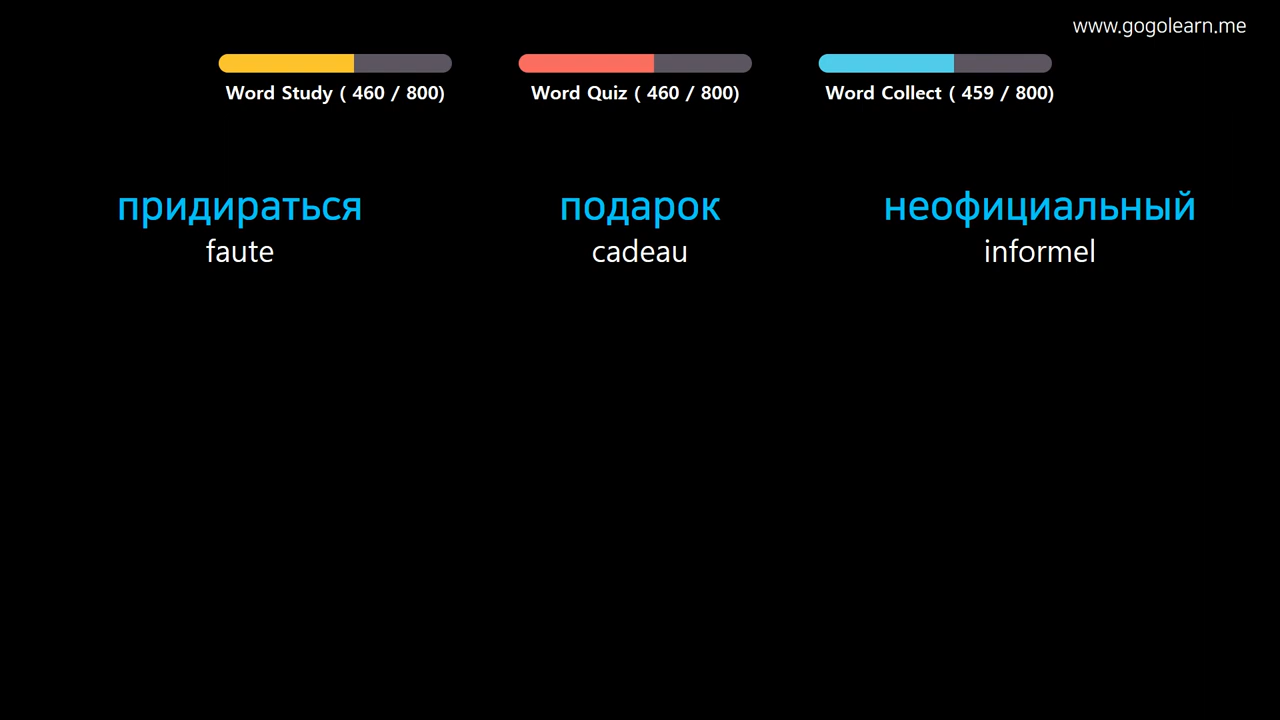 www.gogolearn.me
Word Study ( 460 / 800)
Word Quiz ( 460 / 800)
Word Collect ( 459 / 800)
придираться
подарок
неофициальный
faute
cadeau
informel